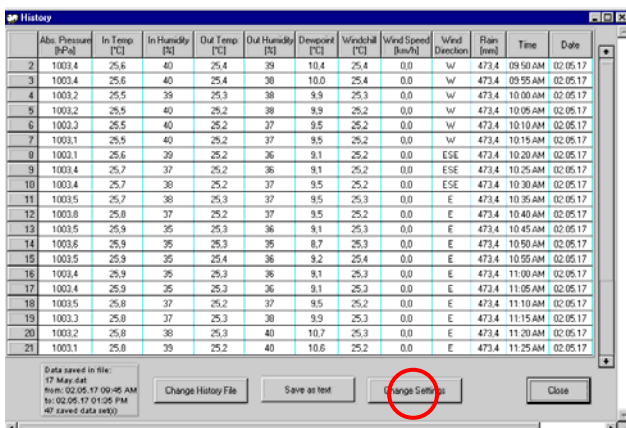 History
Abs. Pressure [hPa] In Temp [°C] In Humidity [%] Out Temp [°C] Out Humidity [%] Dewpoint [°C] Windchill [°C] Wind Speed [km/h] Wind Direction Rain [mm] Time Date
2 1003,4 25,6 40 25,4 39 10,4 25,4 0,0 W 473,4 09:50 AM 02.05.17
3 1003,4 25,6 40 25,4 38 10.0 25,4 0.0 W 473.4 09:55 AM 02.05.17
4 1003,2 25,5 39 25,3 38 9,9 25,3 0,0 W 473,4 10:00 AM 02.05.17
5 1003,2 25,5 40 25,2 38 9,9 25,2 0.0 W 473,4 10:05 AM 02.05.17
6 1003.3 25,5 40 25,2 37 9.5 25,2 0.0 W 473,4 10:10 AM 02.05.17
7 1003,1 25,5 40 25,2 37 9,5 25,2 0.0 W 473,4 10:15 AM 02.05.17
8 1003,1 25,6 39 25,2 36 9,1 25,2 0,0 ESE 473,4 10:20 AM 02.05.17
9 1003,4 25,7 37 25,2 36 9,1 25,2 0,0 ESE 473,4 10:25 AM 02.05.17
10 1003,4 25,7 38 25,2 37 9.5 25.2 0.0 ESE 473,4 10:30 AM 02.05.17
11 1003,5 25,7 38 25,3 37 9,5 25,3 0,0 E 473,4 10:35 AM 02.05.17
12 1003.8 25,8 37 25,2 37 9.5 25.2 0.0 E 473,4 10:40 AM 02.05.17
13 1003,5 25,9 35 25,3 36 9,1 25,3 0,0 E 473,4 10:45 AM 02.05.17
14 1003,6 25,9 35 25,3 35 8,7 25,3 0.0 E 473,4 10:50 AM 02.05.17
15 1003,5 25,9 35 25,4 36 9,2 25,4 0.0 E 473,4 10:55 AM 02.05.17
16 1003,4 25,9 35 25,3 36 9,1 25,3 0,0 E 473,4 11:00 AM 02.05.17
17 1003.4 25,9 35 25,3 36 9.1 25.3 0.0 E 473,4 11:05 AM 02.05.17
18 1003,5 25,8 37 25,2 37 9,5 25,2 0,0 E 473,4 11:10 AM 02.05.17
19 1003.3 25,8 37 25,3 38 9.9 25,3 0.0 E 473,4 11:15 AM 02.05.17
20 1003,2 25,8 38 25,3 40 10,7 25,3 0,0 E 473,4 11:20 AM 02.05.17
21 1003.1 25,8 39 25,2 40 10.6 25,2 0.0 E 473.4 11:25 AM 02.05.17
Data saved in file:
17 May.dat
from: 02.05.17 09:45 AM
to: 02.05.17 01:35 PM
47 saved data set(s)
Change History File
Save as text
Change Settings
Close